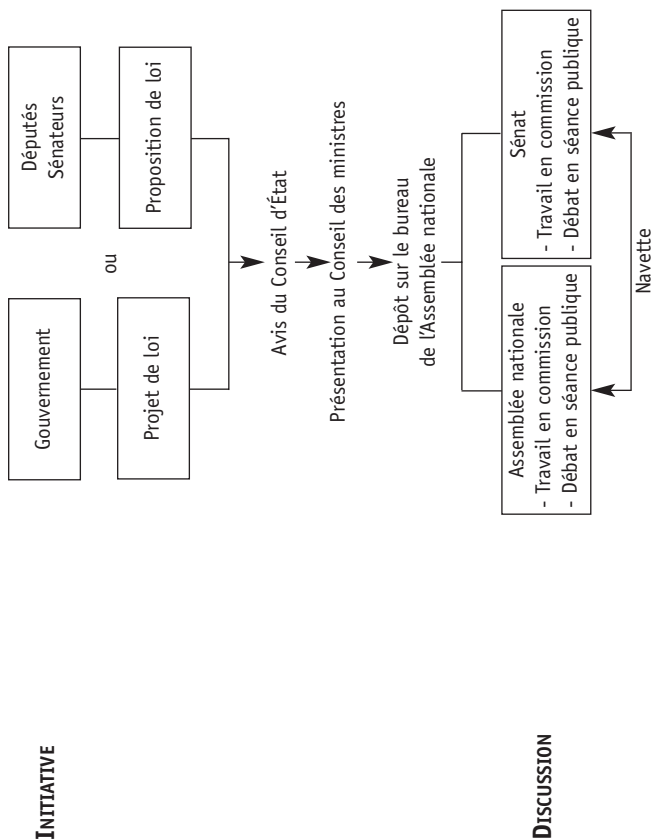 INITIATIVE
Gouvernement
ou
Députés
Sénateurs
Projet de loi
Proposition de loi
Avis du Conseil d'État
Présentation au Conseil des ministres
Dépôt sur le bureau
de l'Assemblée nationale
DISCUSSION
Assemblée nationale
- Travail en commission
- Débat en séance publique
Sénat
- Travail en commission
- Débat en séance publique
Navette